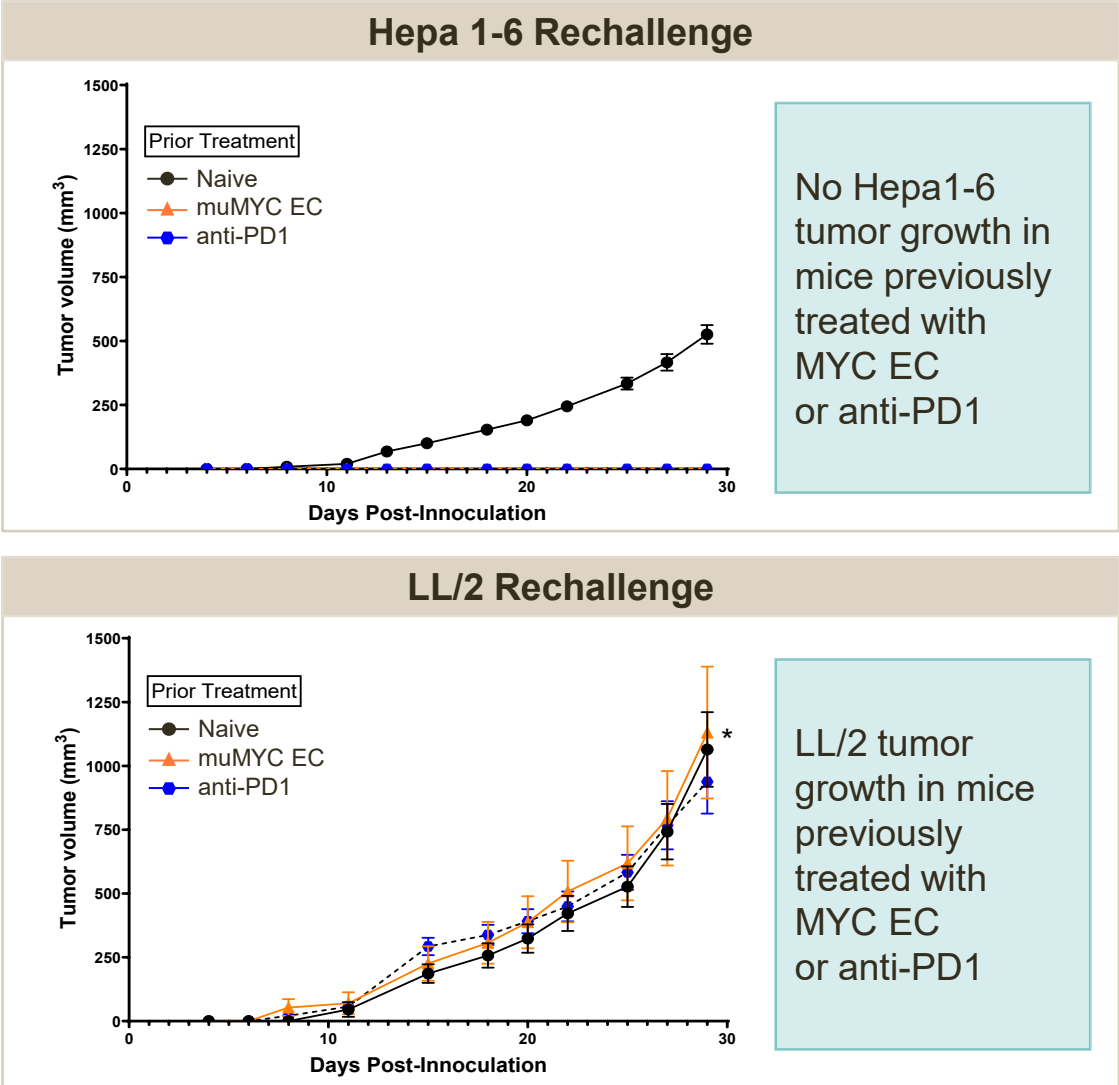 Hepa 1-6 Rechallenge
Tumor volume (mm³)
1500
1250
1000
750
500
250
0
Prior Treatment
Naive
muMYC EC
anti-PD1
0
10
20
30
Days Post-Innoculation
No Hepa1-6
tumor growth in
mice previously
treated with
MYC EC
or anti-PD1
LL/2 Rechallenge
Tumor volume (mm³)
1500
1250
1000
750
500
250
0
Prior Treatment
Naive
muMYC EC
anti-PD1
*
0
10
20
30
Days Post-Innoculation
LL/2 tumor
growth in mice
previously
treated with
MYC EC
or anti-PD1